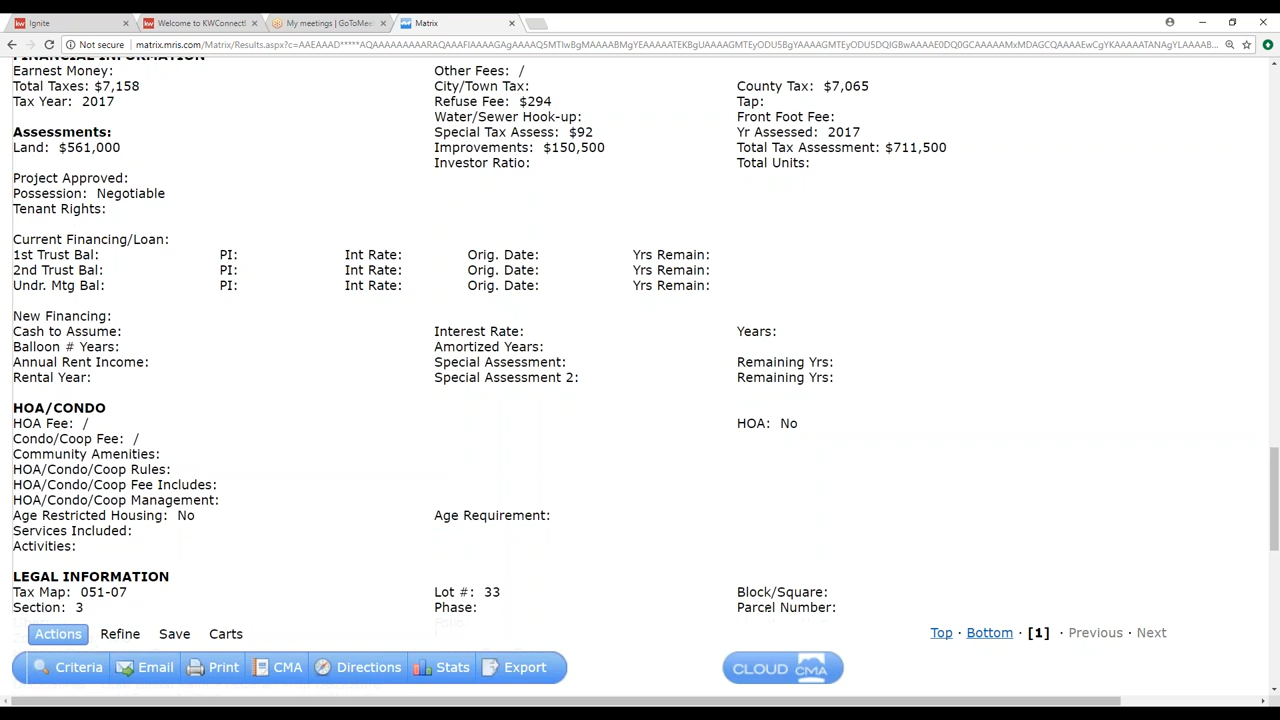 Ignite
Welcome to KWConnect!
My meetings | GoToMee
Matrix
Not secure
FINANCIAL INFORMATION
Earnest Money: Other Fees: /
Total Taxes: $7,158 City/Town Tax: County Tax: $7,065
Tax Year: 2017 Refuse Fee: $294 Tap:
Water/Sewer Hook-up: Front Foot Fee:
Assessments: Special Tax Assess: $92 Yr Assessed: 2017
Land: $561,000 Improvements: $150,500 Total Tax Assessment: $711,500
Investor Ratio: Total Units:
Project Approved:
Possession: Negotiable
Tenant Rights:
Current Financing/Loan:
1st Trust Bal: PI: Int Rate: Orig. Date: Yrs Remain:
2nd Trust Bal: PI: Int Rate: Orig. Date: Yrs Remain:
Undr. Mtg Bal: PI: Int Rate: Orig. Date: Yrs Remain:
New Financing:
Cash to Assume: Interest Rate: Years:
Balloon # Years: Amortized Years:
Annual Rent Income: Special Assessment: Remaining Yrs:
Rental Year: Special Assessment 2: Remaining Yrs:
HOA/CONDO
HOA Fee: / HOA: No
Condo/Coop Fee: /
Community Amenities:
HOA/Condo/Coop Rules:
HOA/Condo/Coop Fee Includes:
HOA/Condo/Coop Management:
Age Restricted Housing: No Age Requirement:
Services Included:
Activities:
LEGAL INFORMATION
Tax Map: 051-07 Lot #: 33 Block/Square:
Section: 3 Phase: Parcel Number:
Actions Refine Save Carts Top · Bottom · [1] · Previous · Next
Criteria Email Print CMA Directions Stats Export CLOUD CMA